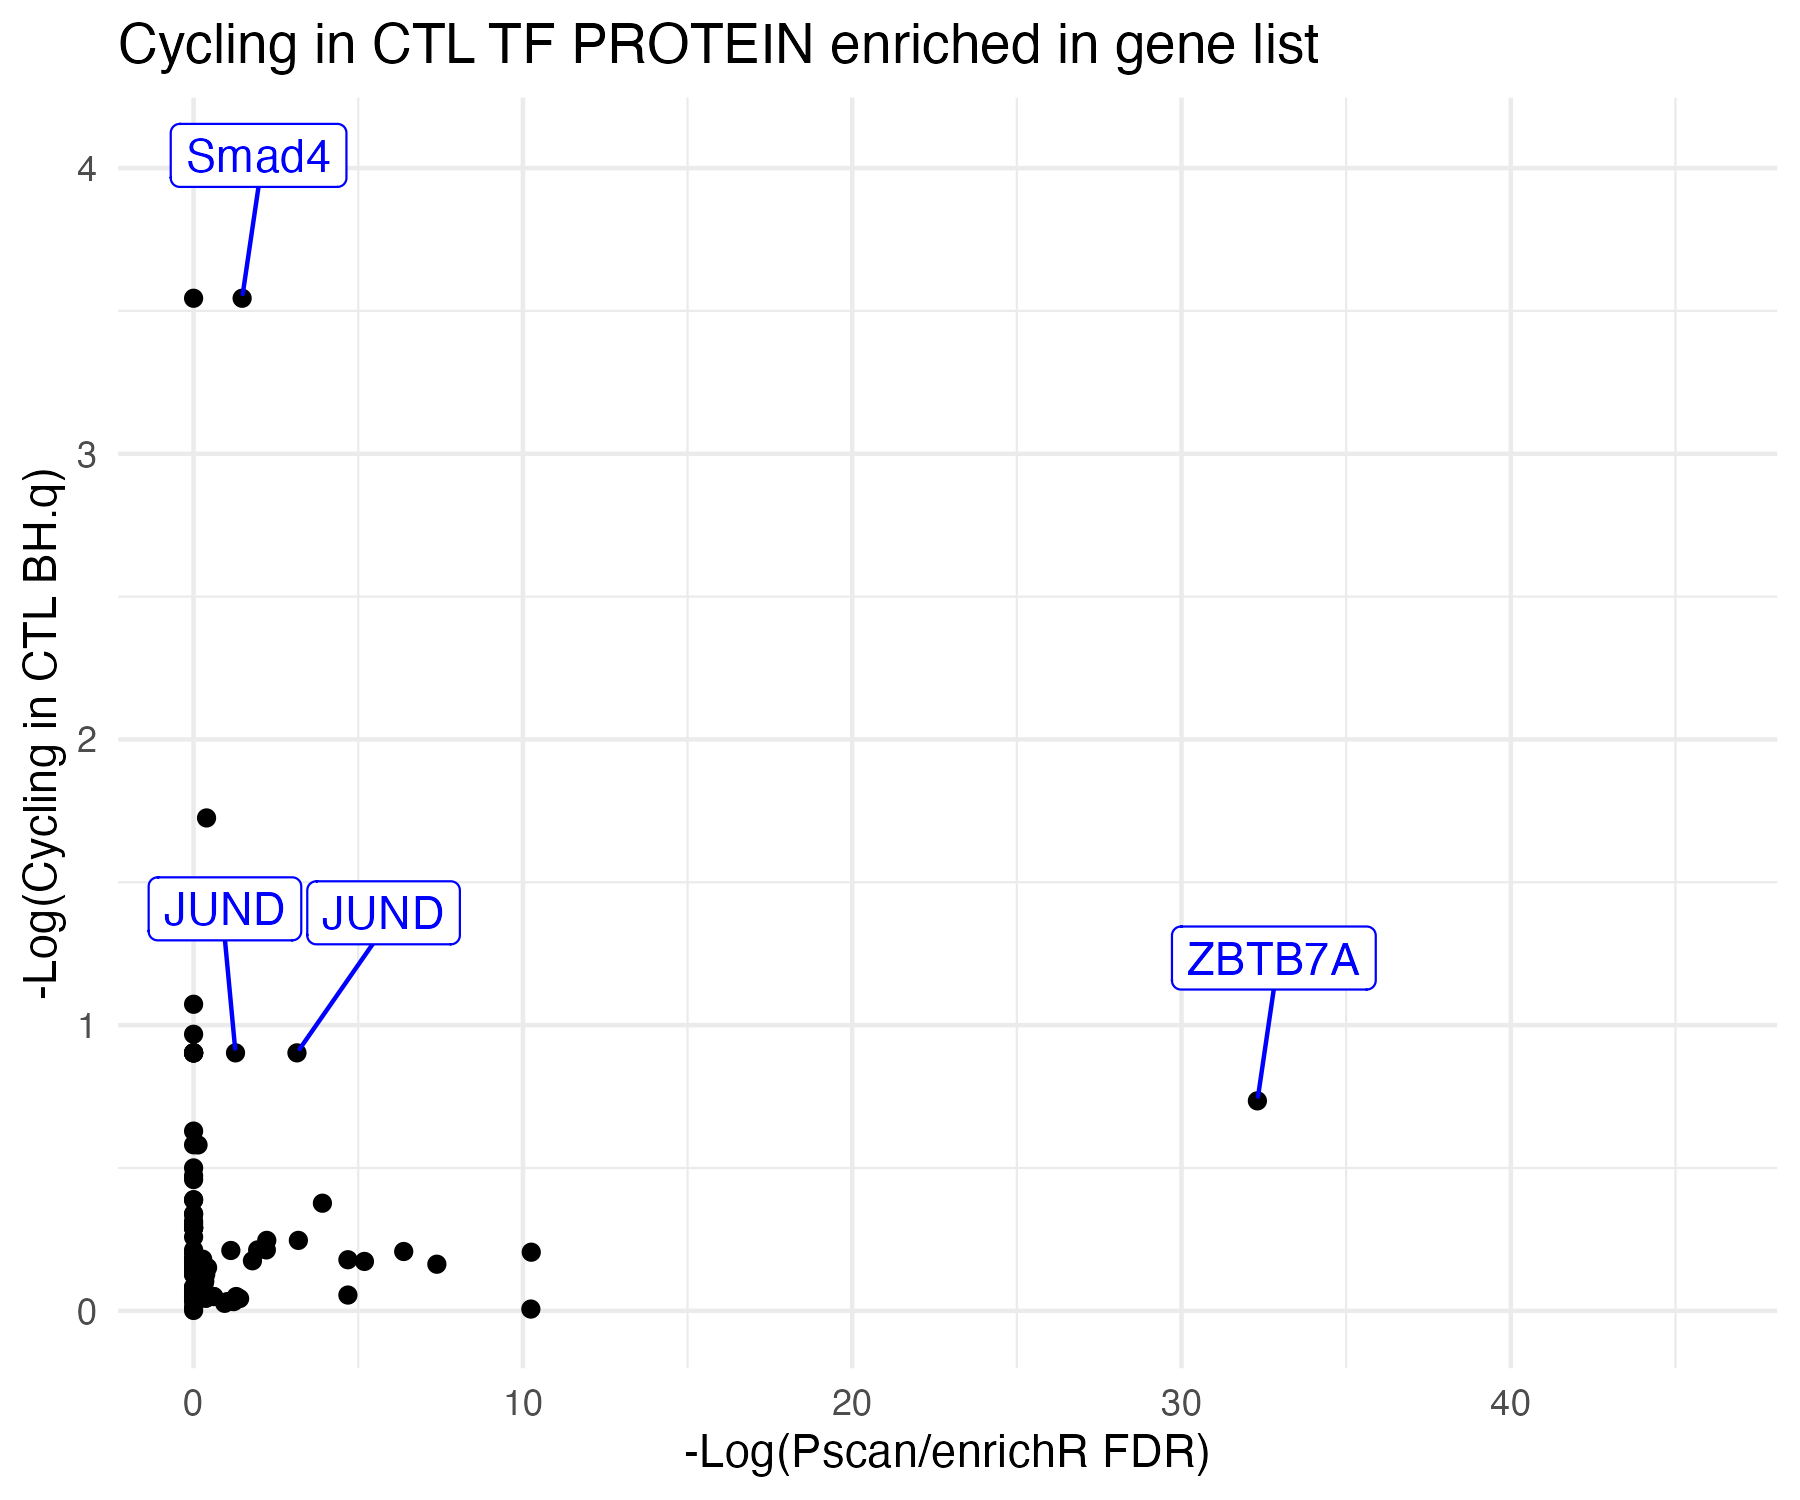 Cycling in CTL TF PROTEIN enriched in gene list
-Log(Cycling in CTL BH.q)
4
3
2
1
0
Smad4
JUND
JUND
ZBTB7A
0
10
20
30
40
-Log(Pscan/enrichR FDR)